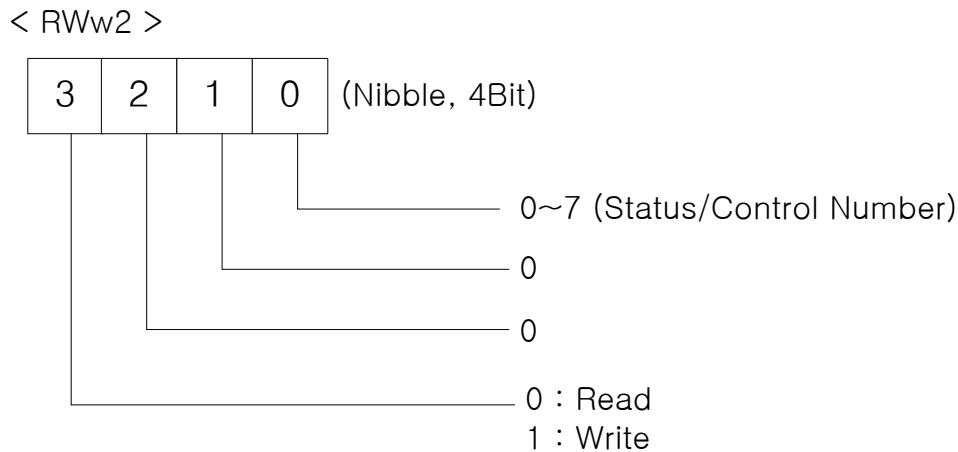 < RWw2 >
3 2 1 0 (Nibble, 4Bit)
0~7 (Status/Control Number)
0
0
0 : Read
1 : Write